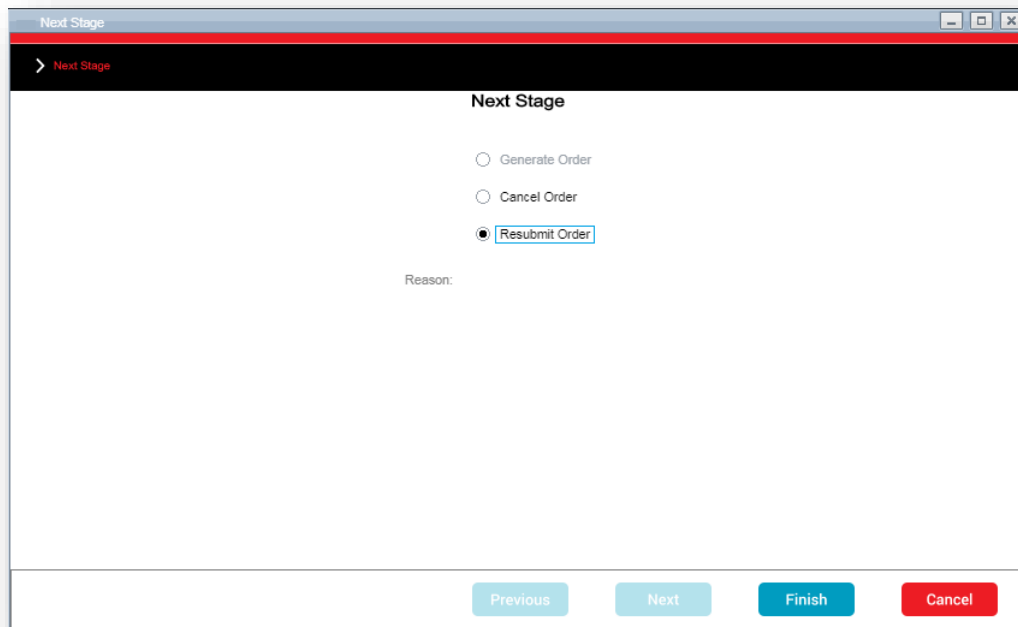 Next Stage
Next Stage
Next Stage
Generate Order
Cancel Order
Resubmit Order
Reason:
Previous Next Finish Cancel